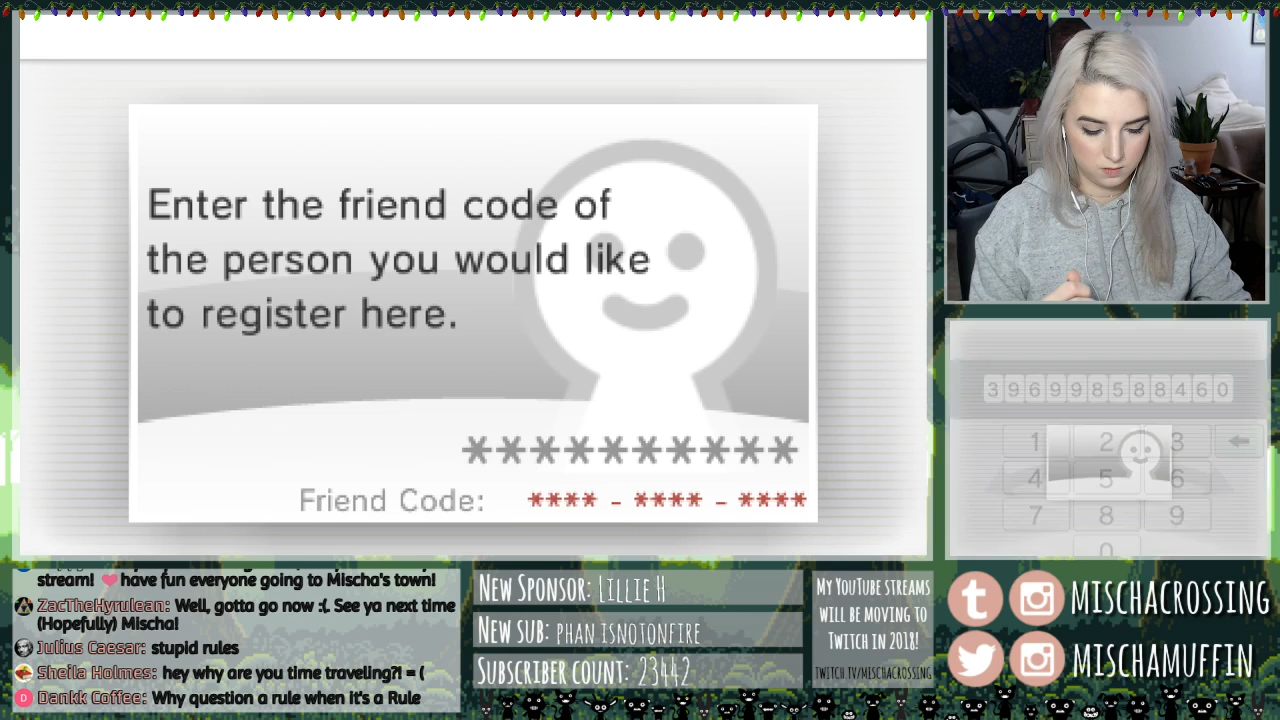 Enter the friend code of
the person you would like
to register here.
**********
Friend Code: **** - **** - ****
396998588460
1 2 3
4 5 6
7 8 9
0
stream! ❤ have fun everyone going to Mischa's town!
ZacTheHyrulean: Well, gotta go now :(. See ya next time
(Hopefully) Mischa!
Julius Caesar: stupid rules
Sheila Holmes: hey why are you time traveling?! = (
D Dankk Coffee: Why question a rule when it's a Rule
New Sponsor: Lillie H
New sub: phan isnotonfire
Subscriber count: 23442
My YouTube streams
will be moving to
Twitch in 2018!
twitch.tv/mischacrossing
mischacrossing
mischamuffin